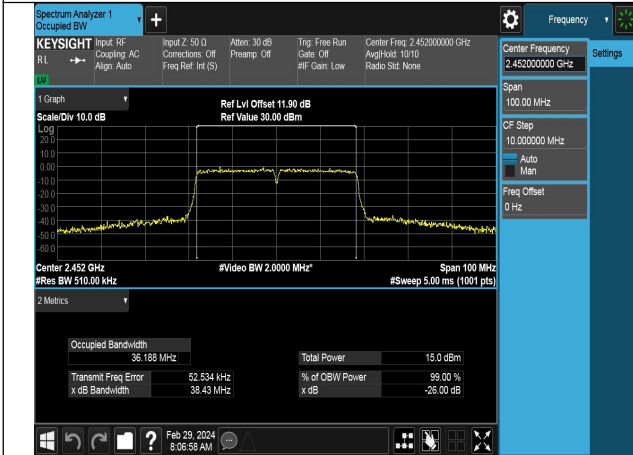 Spectrum Analyzer 1
Occupied BW
+
Frequency
KEYSIGHT
Input: RF
Coupling: AC
Align: Auto
Input Z: 50 Ω
Corrections: Off
Freq Ref: Int (S)
Atten: 30 dB
Preamp: Off
Trig: Free Run
Gate: Off
#IF Gain: Low
Center Freq: 2.452000000 GHz
Avg|Hold: 10/10
Radio Std: None
R L
LXI
Center Frequency
2.452000000 GHz
Settings
Span
100.00 MHz
CF Step
10.000000 MHz
Auto
Man
Freq Offset
0 Hz
1 Graph
Scale/Div 10.0 dB
Ref Lvl Offset 11.90 dB
Ref Value 30.00 dBm
Log
20.0
10.0
0.00
-10.0
-20.0
-30.0
-40.0
-50.0
-60.0
Center 2.452 GHz
#Video BW 2.0000 MHz*
Span 100 MHz
#Res BW 510.00 kHz
#Sweep 5.00 ms (1001 pts)
2 Metrics
Occupied Bandwidth
36.188 MHz
Total Power 15.0 dBm
Transmit Freq Error 52.534 kHz
% of OBW Power 99.00 %
x dB Bandwidth 38.43 MHz
x dB -26.00 dB
?
Feb 29, 2024
8:06:58 AM